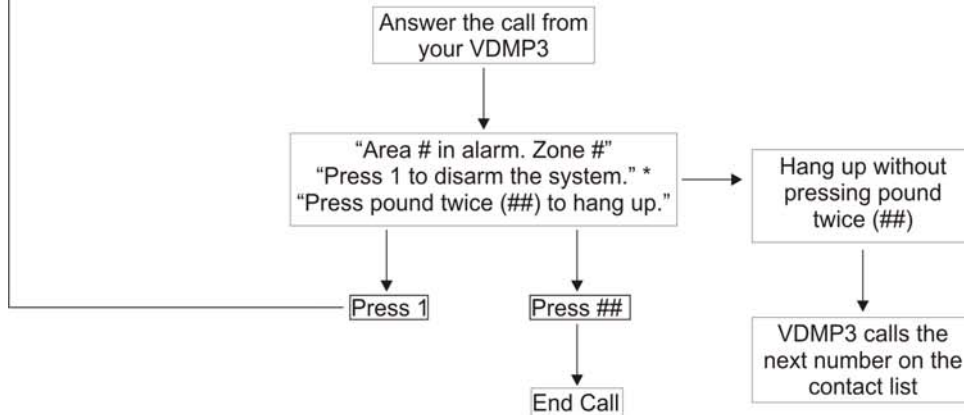 Answer the call from
your VDMP3
“Area # in alarm. Zone #”
“Press 1 to disarm the system.” *
“Press pound twice (##) to hang up.”
Hang up without
pressing pound
twice (##)
Press 1
Press ##
VDMP3 calls the
next number on the
contact list
End Call